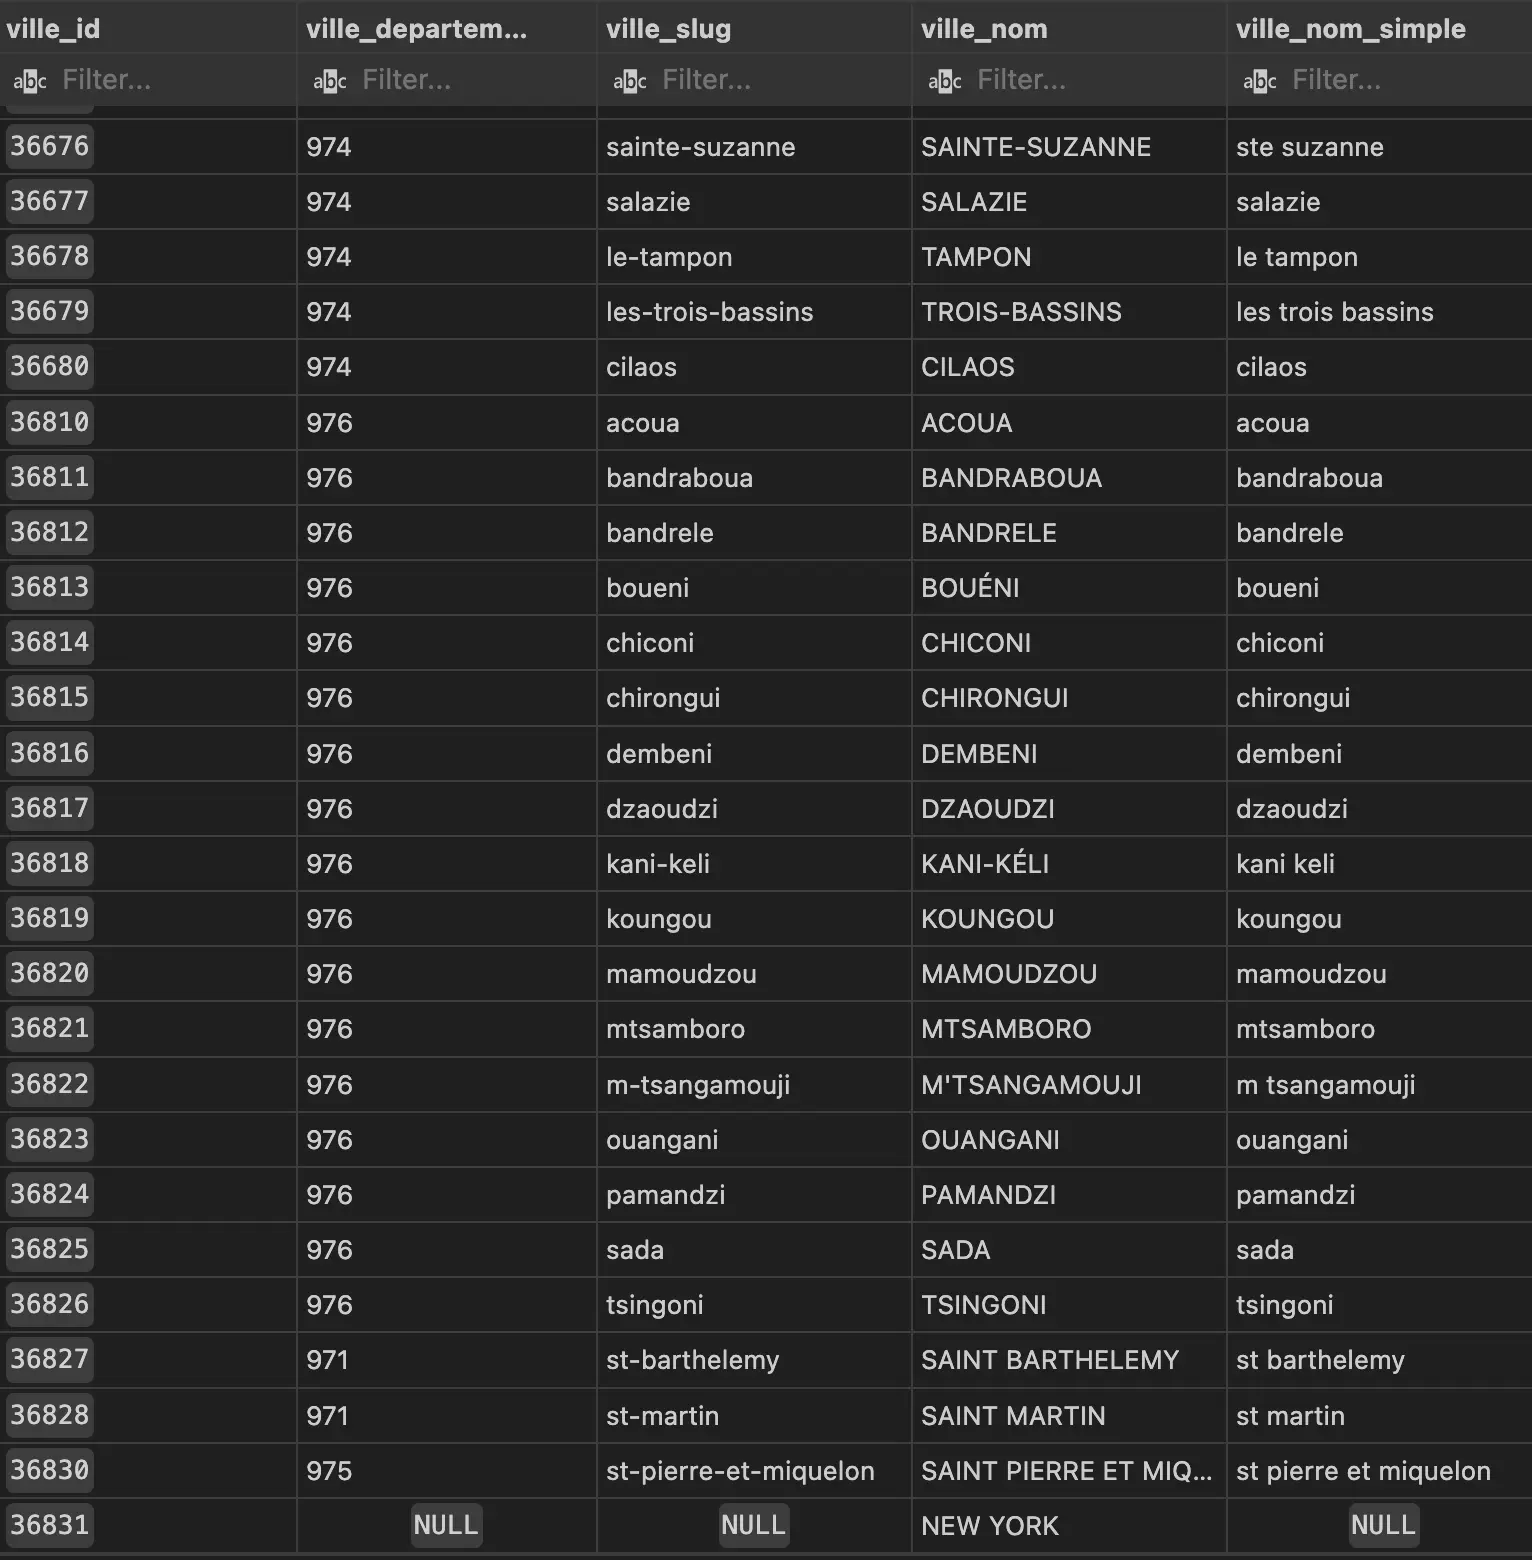 ville_id ville_departem... ville_slug ville_nom ville_nom_simple
abc Filter... abc Filter... abc Filter... abc Filter... abc Filter...
36676 974 sainte-suzanne SAINTE-SUZANNE ste suzanne
36677 974 salazie SALAZIE salazie
36678 974 le-tampon TAMPON le tampon
36679 974 les-trois-bassins TROIS-BASSINS les trois bassins
36680 974 cilaos CILAOS cilaos
36810 976 acoua ACOUA acoua
36811 976 bandraboua BANDRABOUA bandraboua
36812 976 bandrele BANDRELE bandrele
36813 976 boueni BOUÉNI boueni
36814 976 chiconi CHICONI chiconi
36815 976 chirongui CHIRONGUI chirongui
36816 976 dembeni DEMBENI dembeni
36817 976 dzaoudzi DZAOUDZI dzaoudzi
36818 976 kani-keli KANI-KÉLI kani keli
36819 976 koungou KOUNGOU koungou
36820 976 mamoudzou MAMOUDZOU mamoudzou
36821 976 mtsamboro MTSAMBORO mtsamboro
36822 976 m-tsangamouji M'TSANGAMOUJI m tsangamouji
36823 976 ouangani OUANGANI ouangani
36824 976 pamandzi PAMANDZI pamandzi
36825 976 sada SADA sada
36826 976 tsingoni TSINGONI tsingoni
36827 971 st-barthelemy SAINT BARTHELEMY st barthelemy
36828 971 st-martin SAINT MARTIN st martin
36830 975 st-pierre-et-miquelon SAINT PIERRE ET MIQ... st pierre et miquelon
36831 NULL NULL NEW YORK NULL